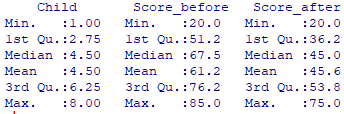 Child Score_before Score_after
Min. :1.00 Min. :20.0 Min. :20.0
1st Qu.:2.75 1st Qu.:51.2 1st Qu.:36.2
Median :4.50 Median :67.5 Median :45.0
Mean :4.50 Mean :61.2 Mean :45.6
3rd Qu.:6.25 3rd Qu.:76.2 3rd Qu.:53.8
Max. :8.00 Max. :85.0 Max. :75.0